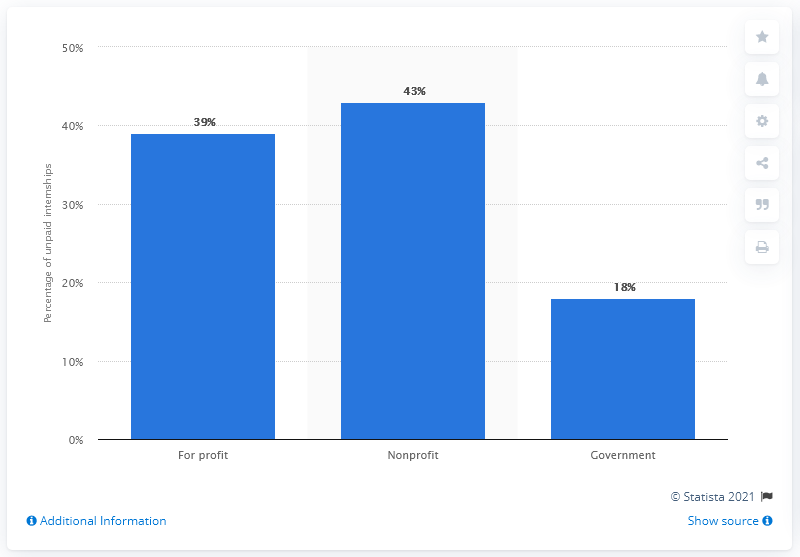 50%
43%
39%
40%
30%
Percentage of unpaid internships
20%
18%
10%
0%
For profit
Nonprofit
Government
© Statista 2021
Additional Information
Show source